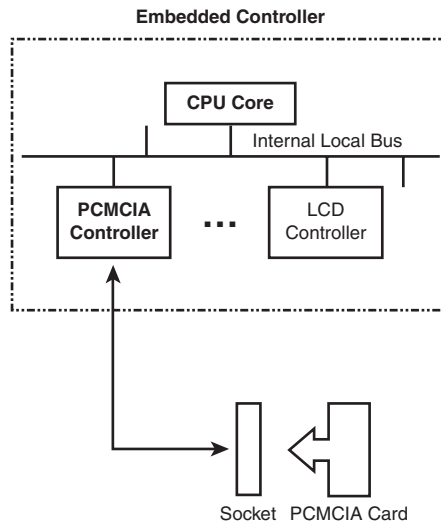 Embedded Controller
CPU Core
Internal Local Bus
PCMCIA
Controller
...
LCD
Controller
Socket
PCMCIA Card